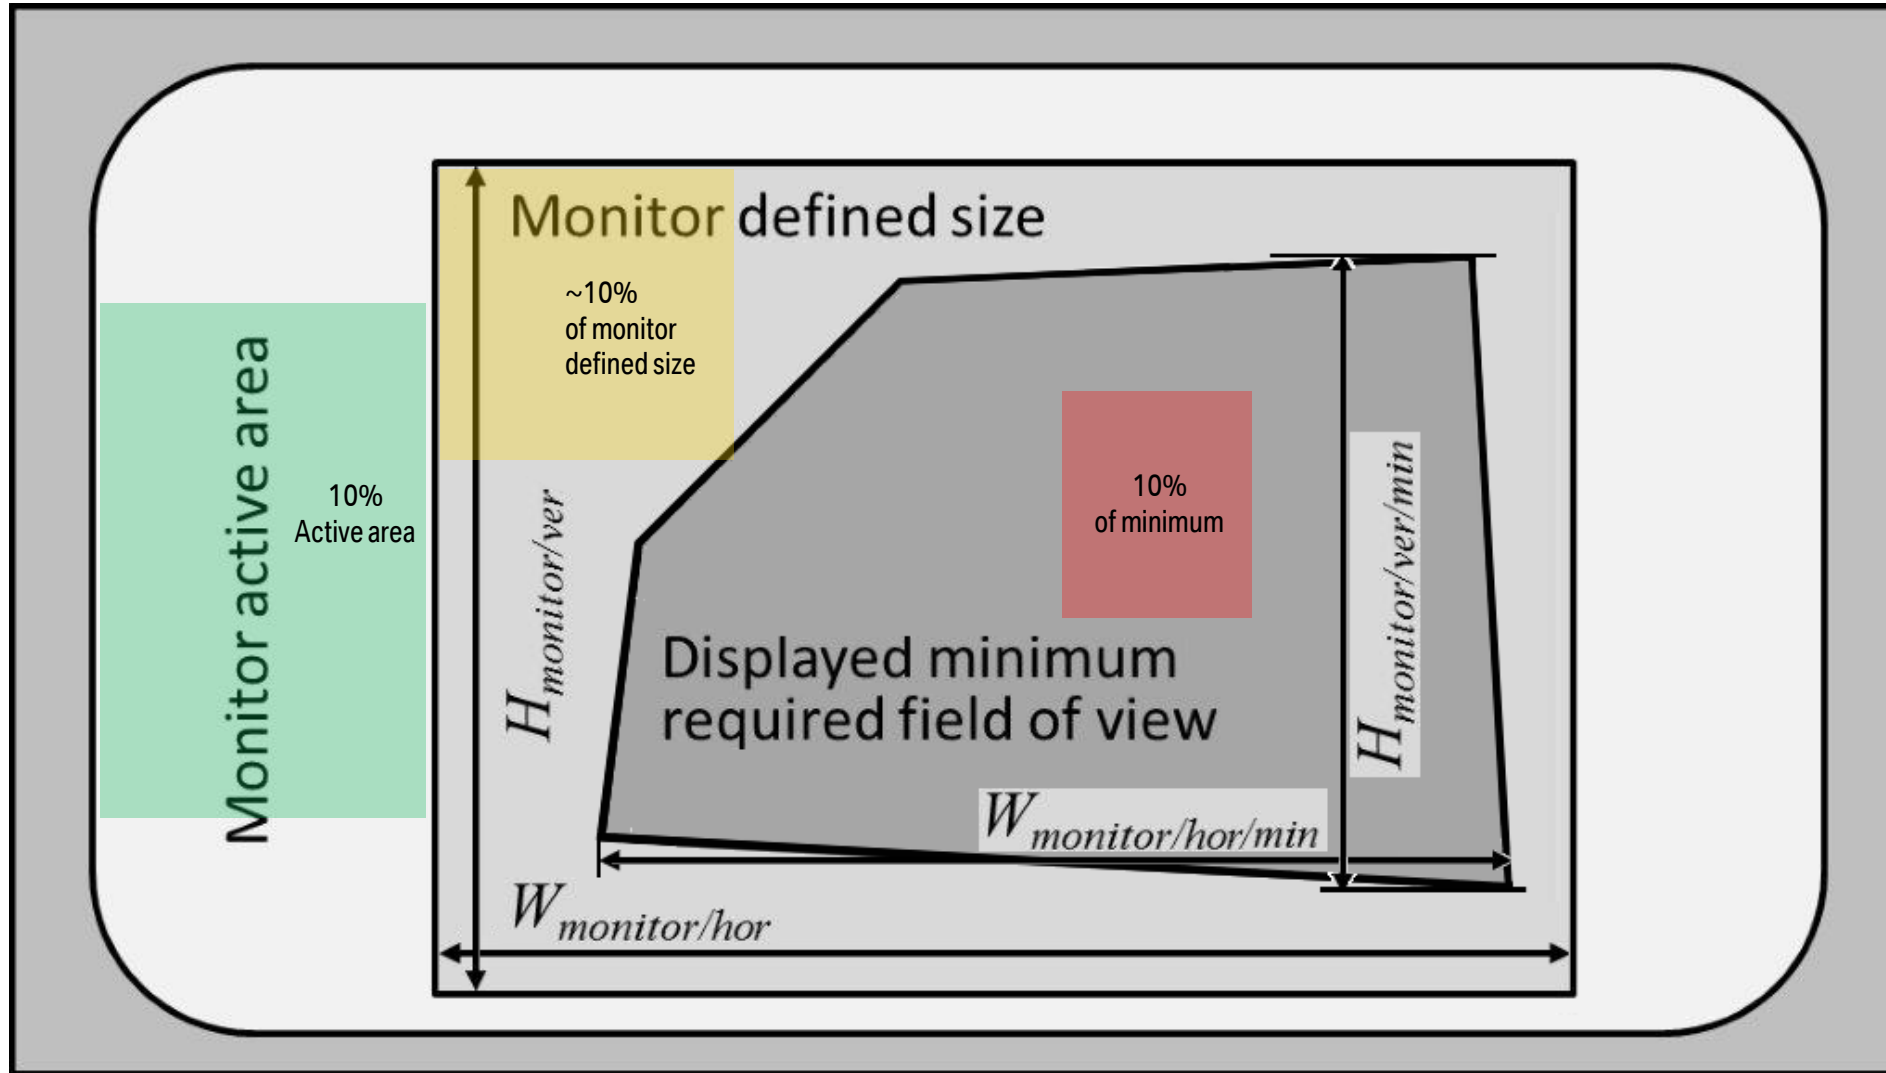 Monitor active area
10%
Active area
Monitor defined size
~10%
of monitor
defined size
H monitor/ver
10%
of minimum
H monitor/ver/min
Displayed minimum
required field of view
W monitor/hor/min
W monitor/hor